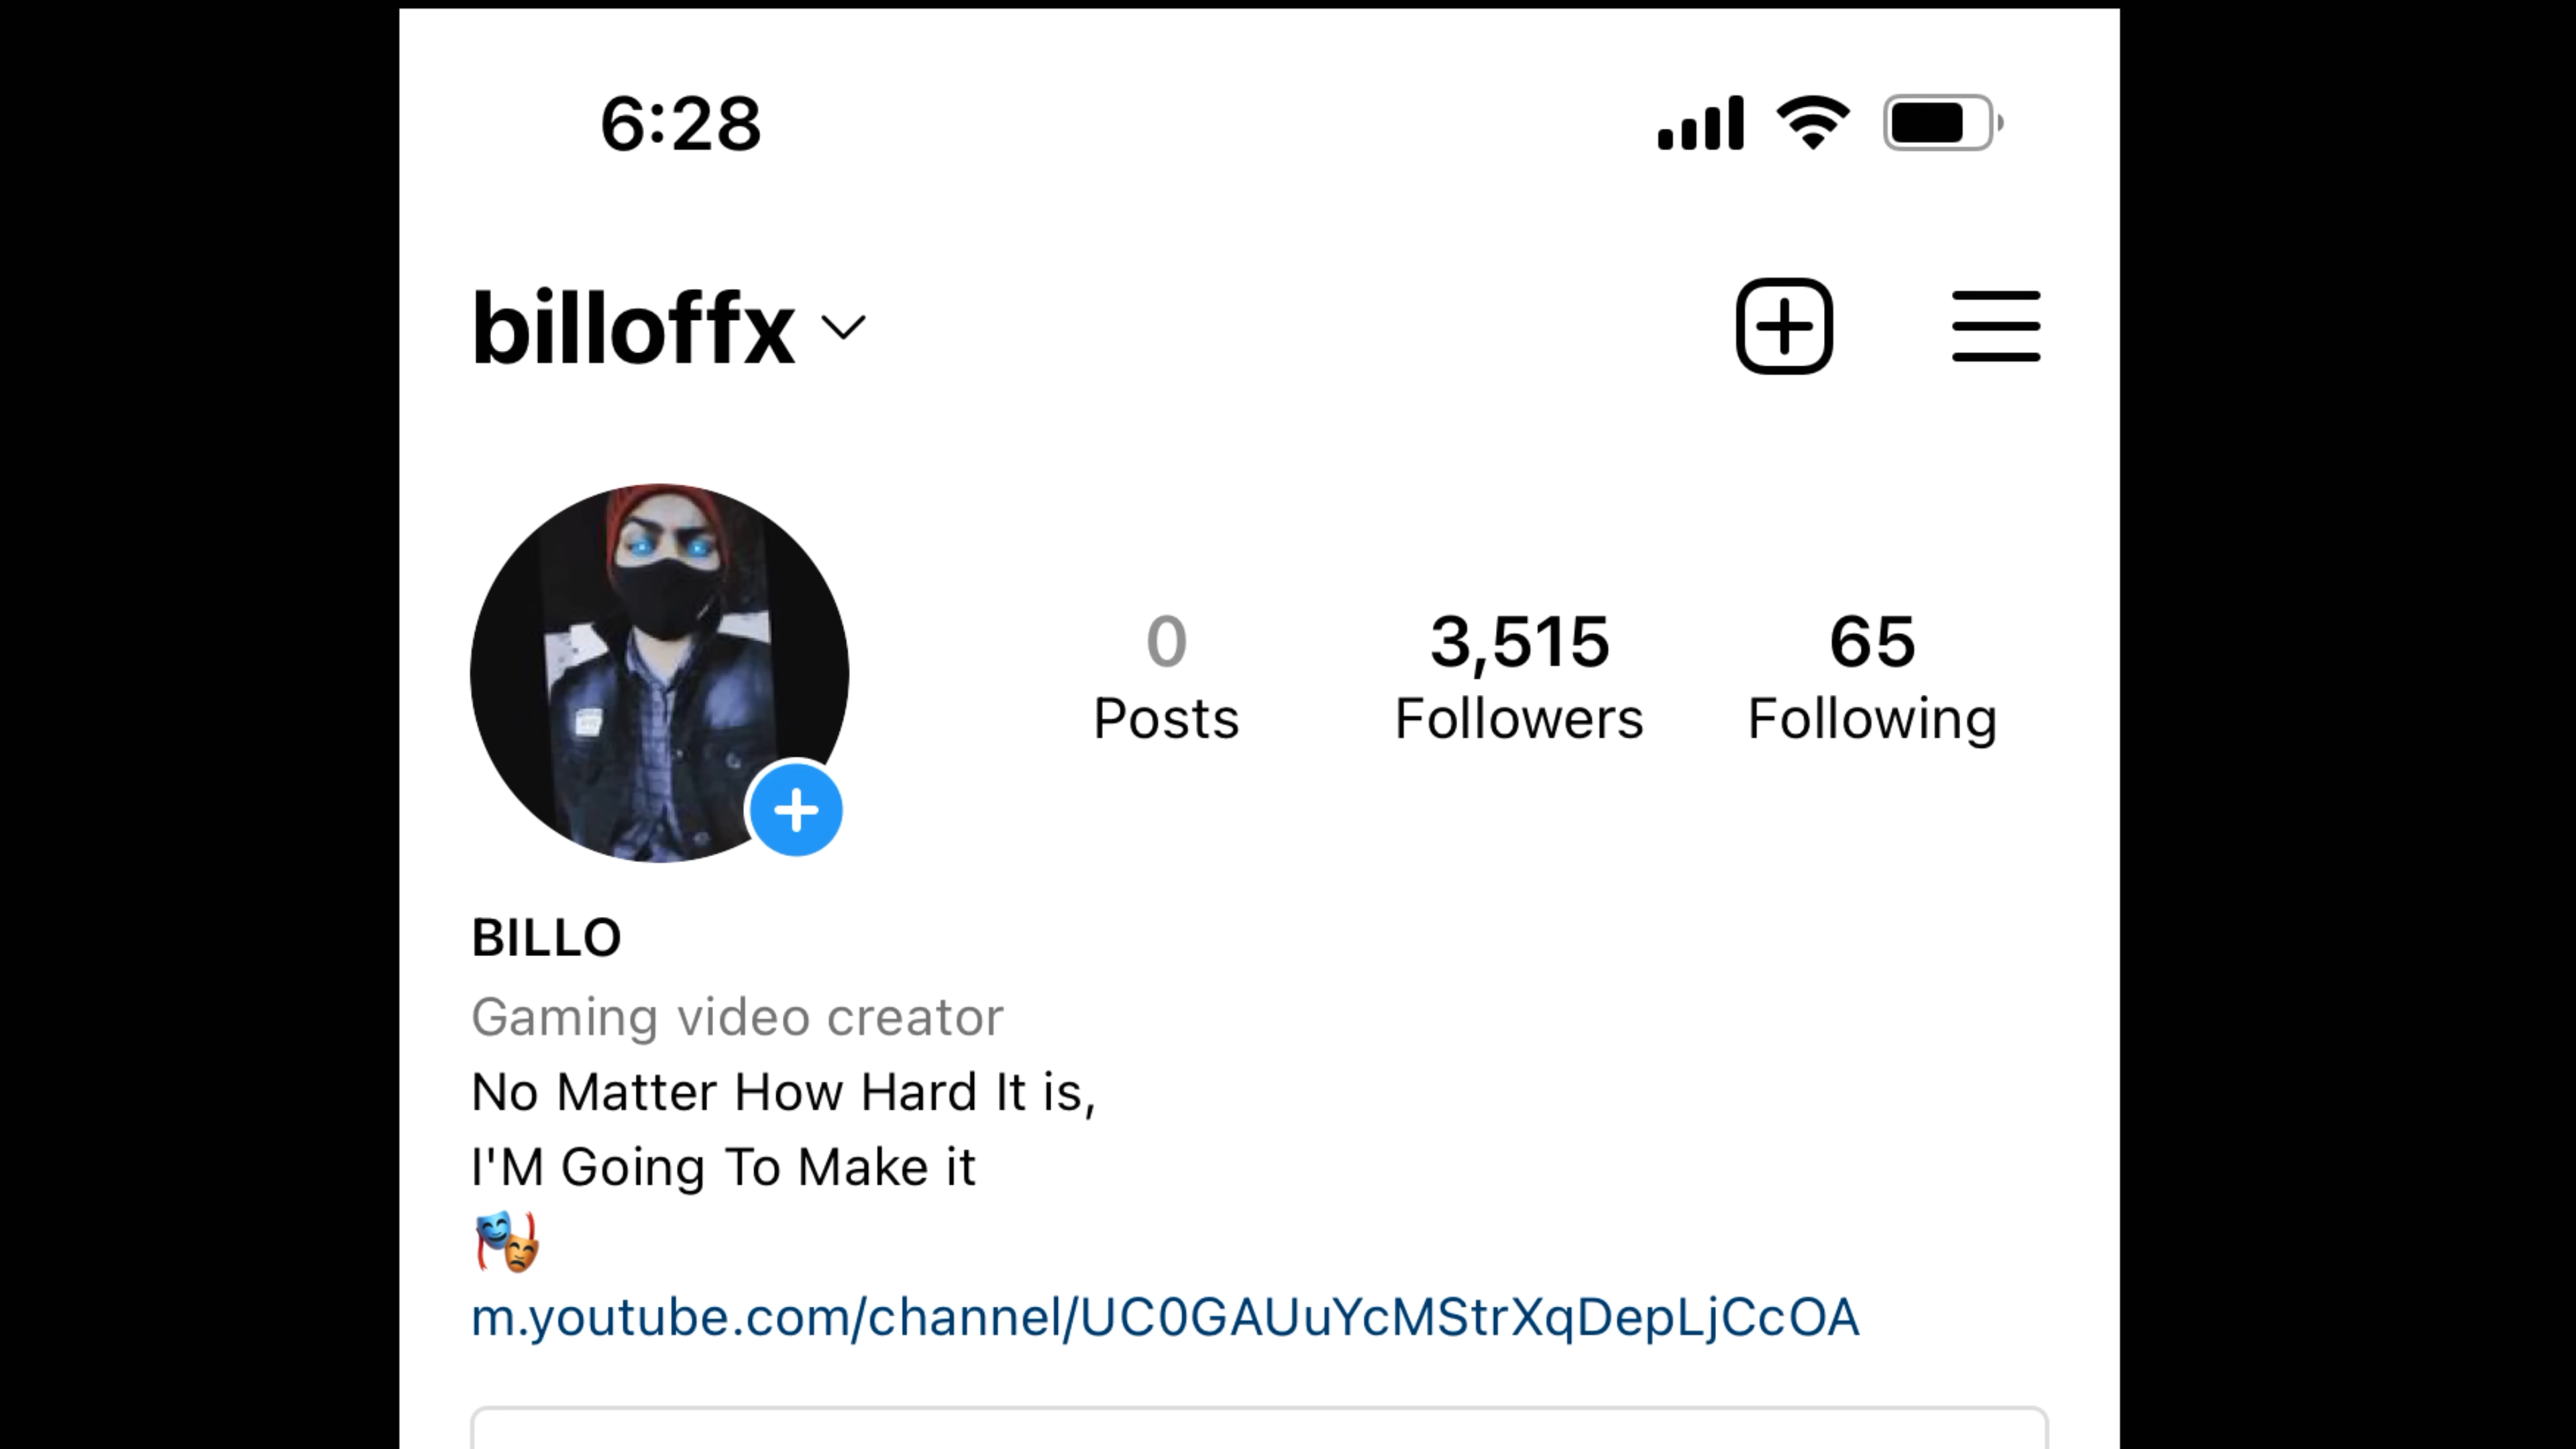 6:28
billoffx
0 3,515 65
Posts Followers Following
BILLO
Gaming video creator
No Matter How Hard It is,
I'M Going To Make it
🎭
m.youtube.com/channel/UC0GAUuYcMStrXqDepLjCcOA